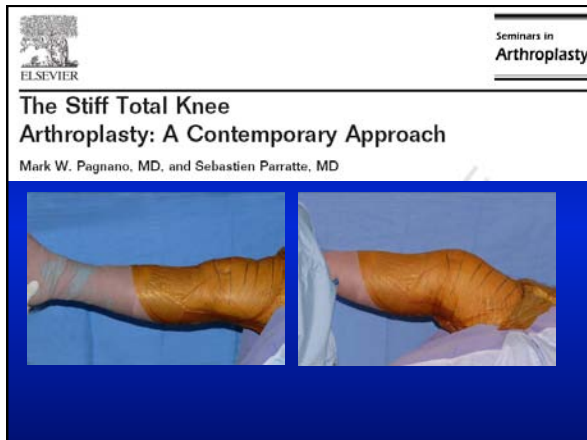 ELSEVIER
Seminars in
Arthroplasty
The Stiff Total Knee
Arthroplasty: A Contemporary Approach
Mark W. Pagnano, MD, and Sebastien Parratte, MD